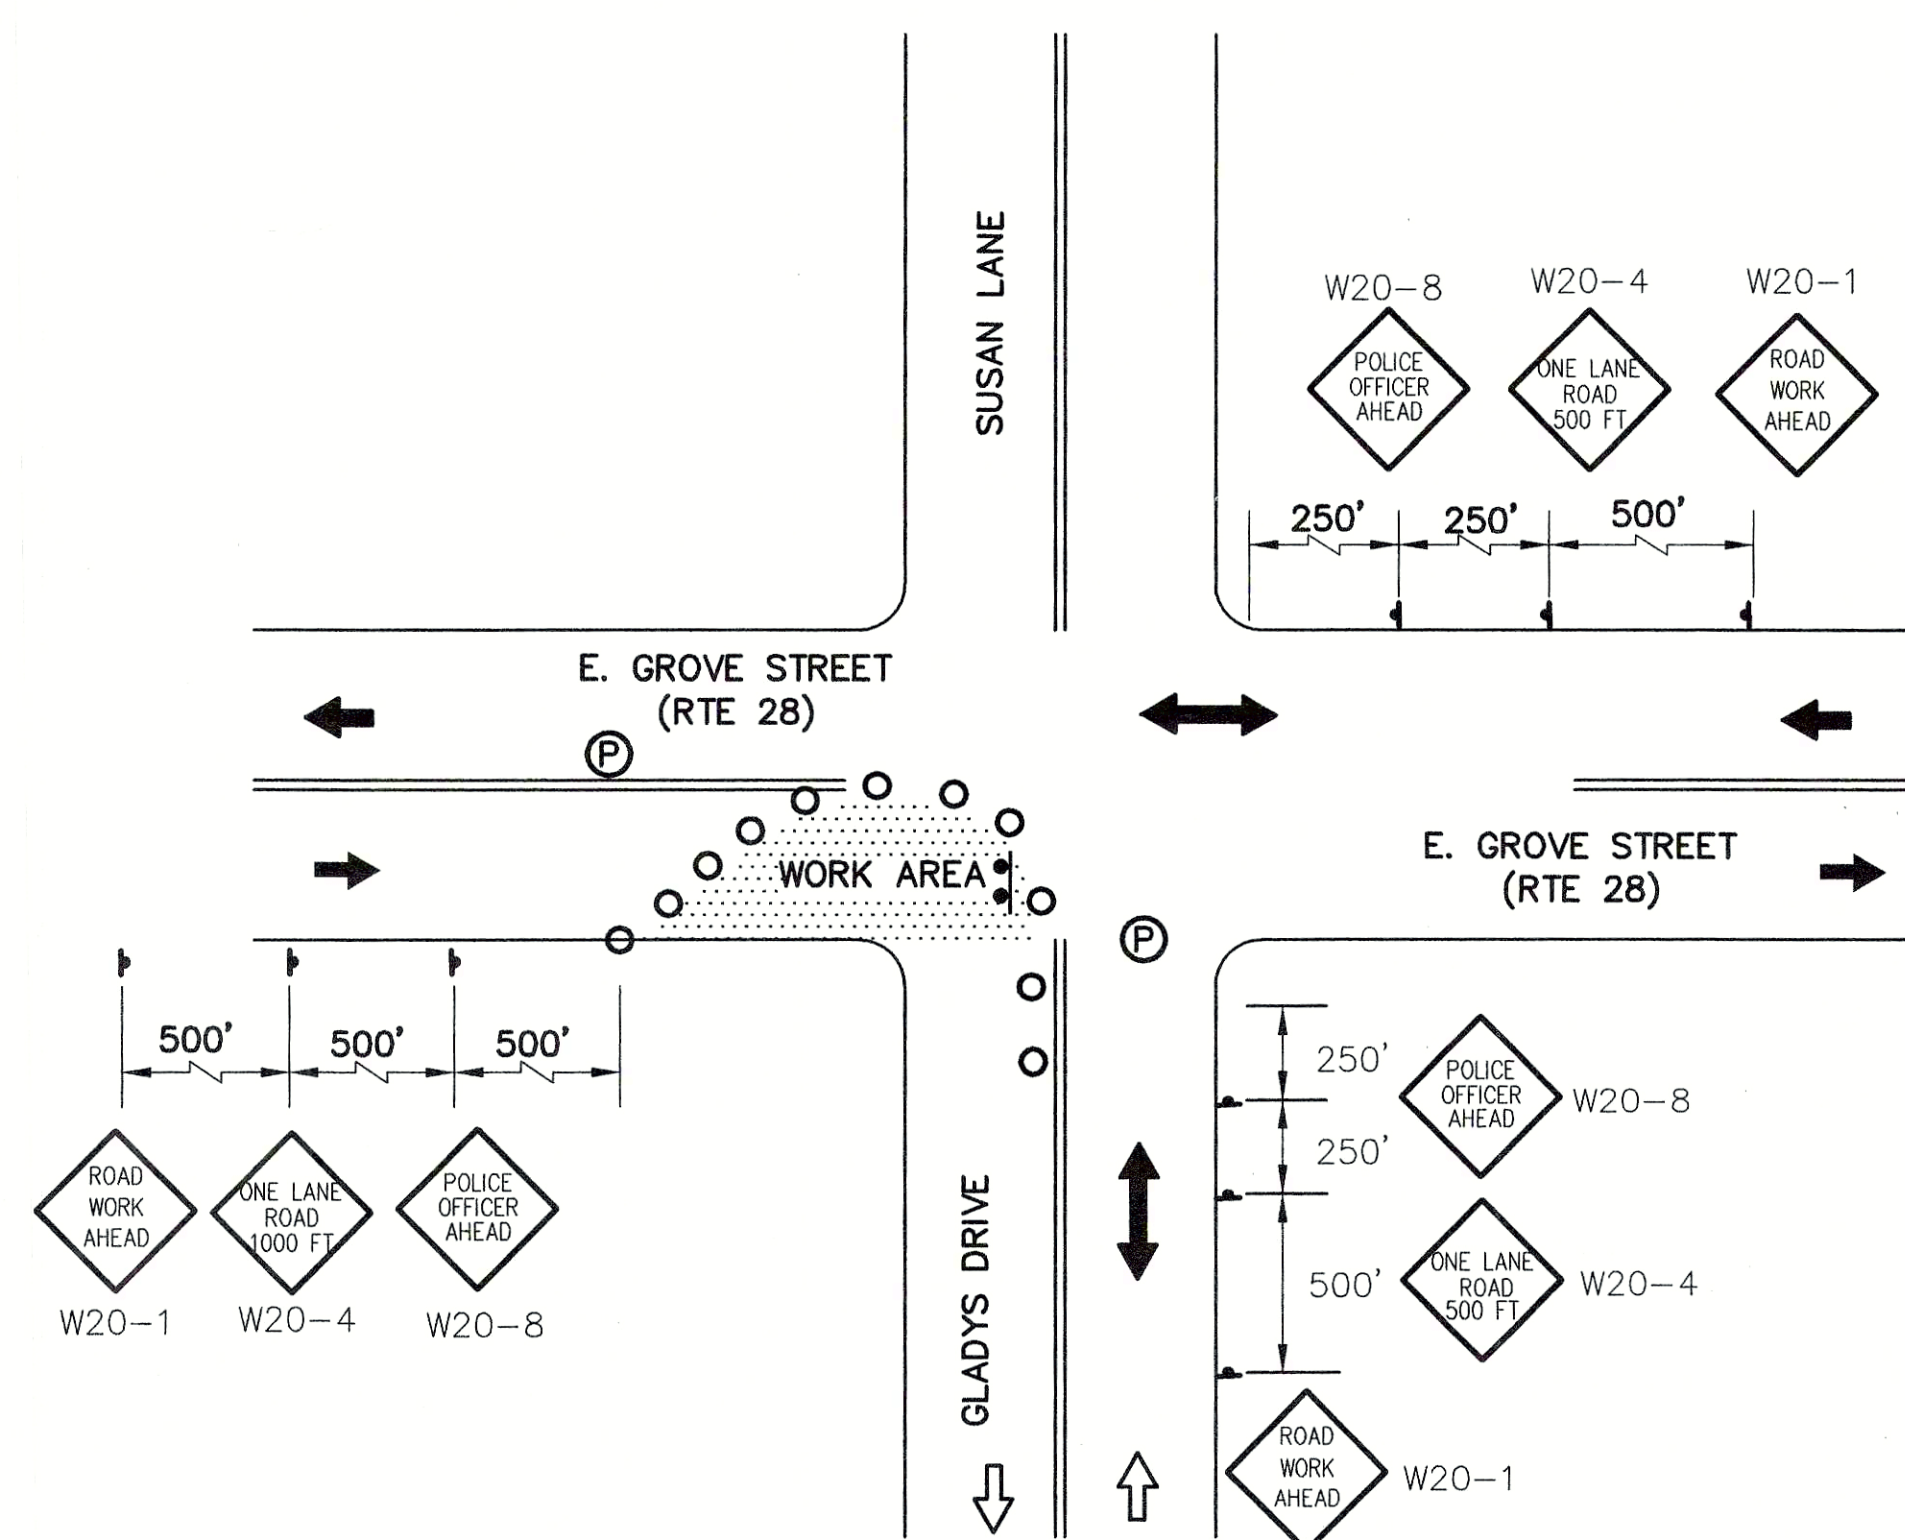 SUSAN LANE
W20-8
W20-4
W20-1
POLICE
OFFICER
AHEAD
ONE LANE
ROAD
500 FT
ROAD
WORK
AHEAD
250'
250'
500'
E. GROVE STREET
(RTE 28)
P
WORK AREA
E. GROVE STREET
(RTE 28)
P
500'
500'
500'
ROAD
WORK
AHEAD
ONE LANE
ROAD
1000 FT
POLICE
OFFICER
AHEAD
W20-1
W20-4
W20-8
GLADYS DRIVE
250'
POLICE
OFFICER
AHEAD
W20-8
250'
500'
ONE LANE
ROAD
500 FT
W20-4
ROAD
WORK
AHEAD
W20-1